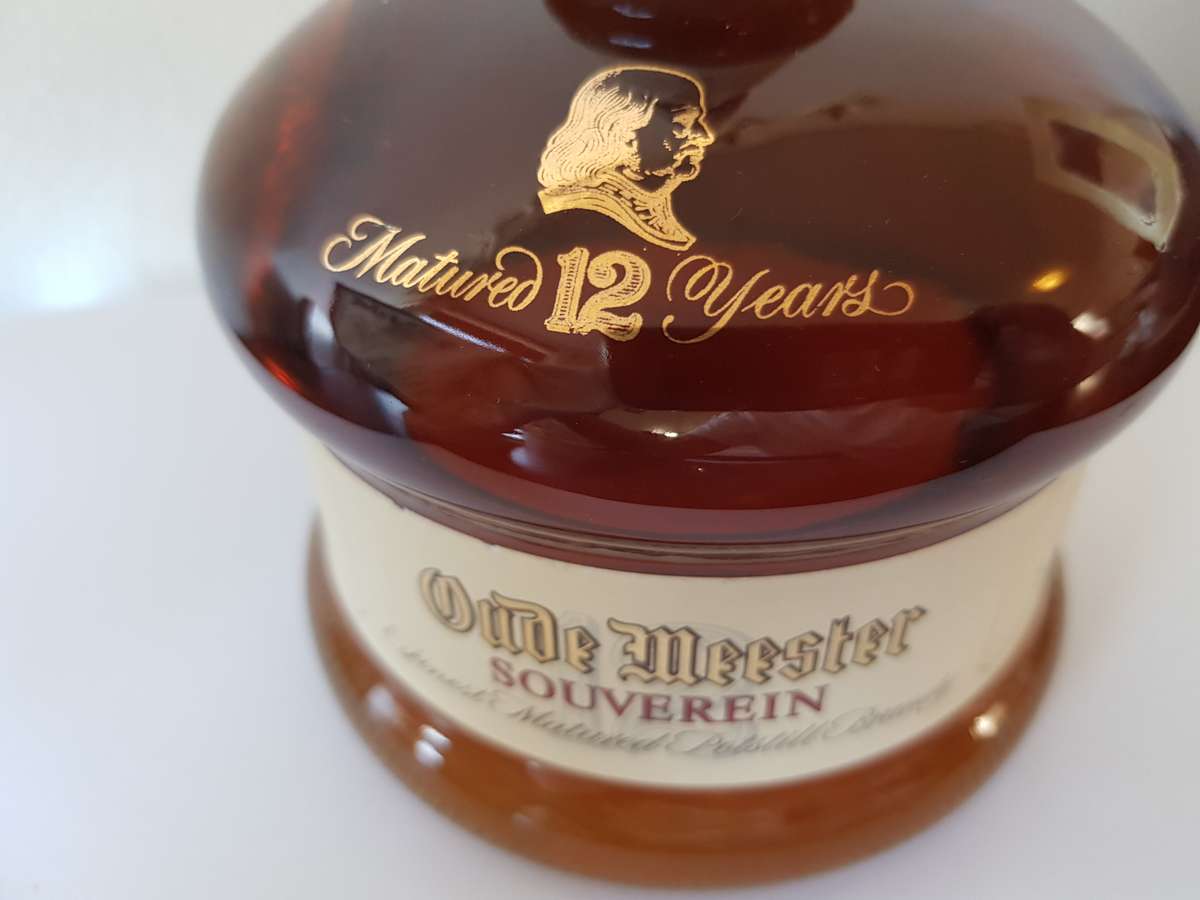 Matured 12 Years
Oude Meester
SOUVEREIN
Finest Matured Potstill Brandy